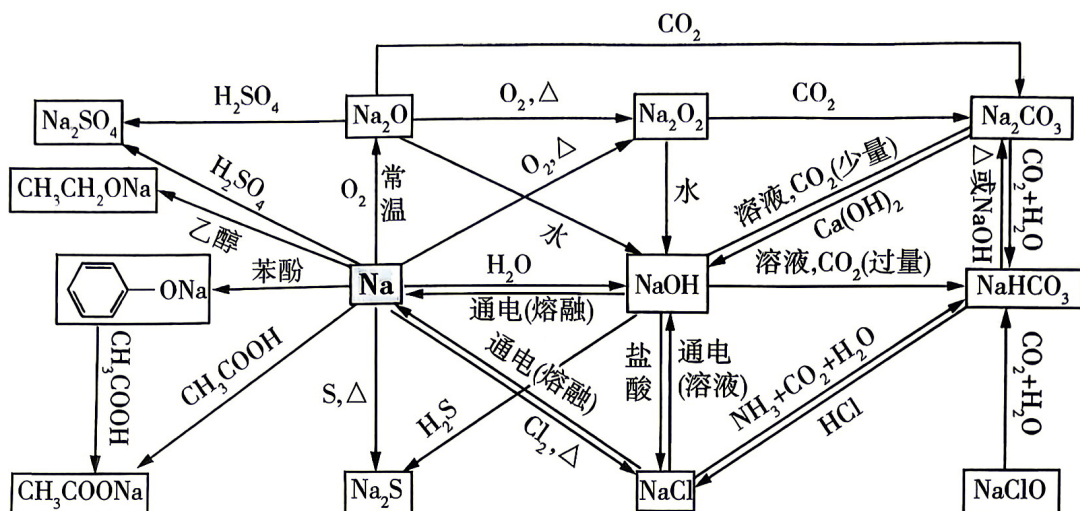 CO₂
H₂SO₄
O₂,△
CO₂
Na₂SO₄
Na₂O
Na₂O₂
Na₂CO₃
CH₃CH₂ONa
H₂SO₄
O₂
常温
O₂,△
水
水
溶液,CO₂(少量)
Ca(OH)₂
△或NaOH
CO₂+H₂O
乙醇
苯酚
ONa
Na
H₂O
通电(熔融)
NaOH
溶液,CO₂(过量)
NaHCO₃
CH₃COOH
CH₃COOH
S,△
通电(熔融)
Cl₂,△
H₂S
盐酸
通电
(溶液)
NH₃+CO₂+H₂O
HCl
CO₂+H₂O
CH₃COONa
Na₂S
NaCl
NaClO